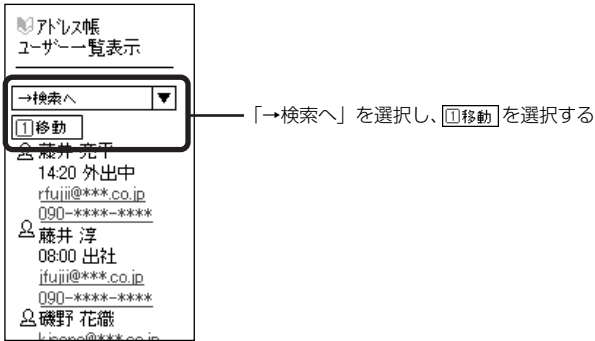 アドレス帳
ユーザー一覧表示
→検索へ ▼
1移動
藤井 亮平
14:20 外出中
rfujii@***.co.jp
090-****-****
藤井 淳
08:00 出社
jfujii@***.co.jp
090-****-****
磯野 花織
「→検索へ」を選択し、1移動を選択する